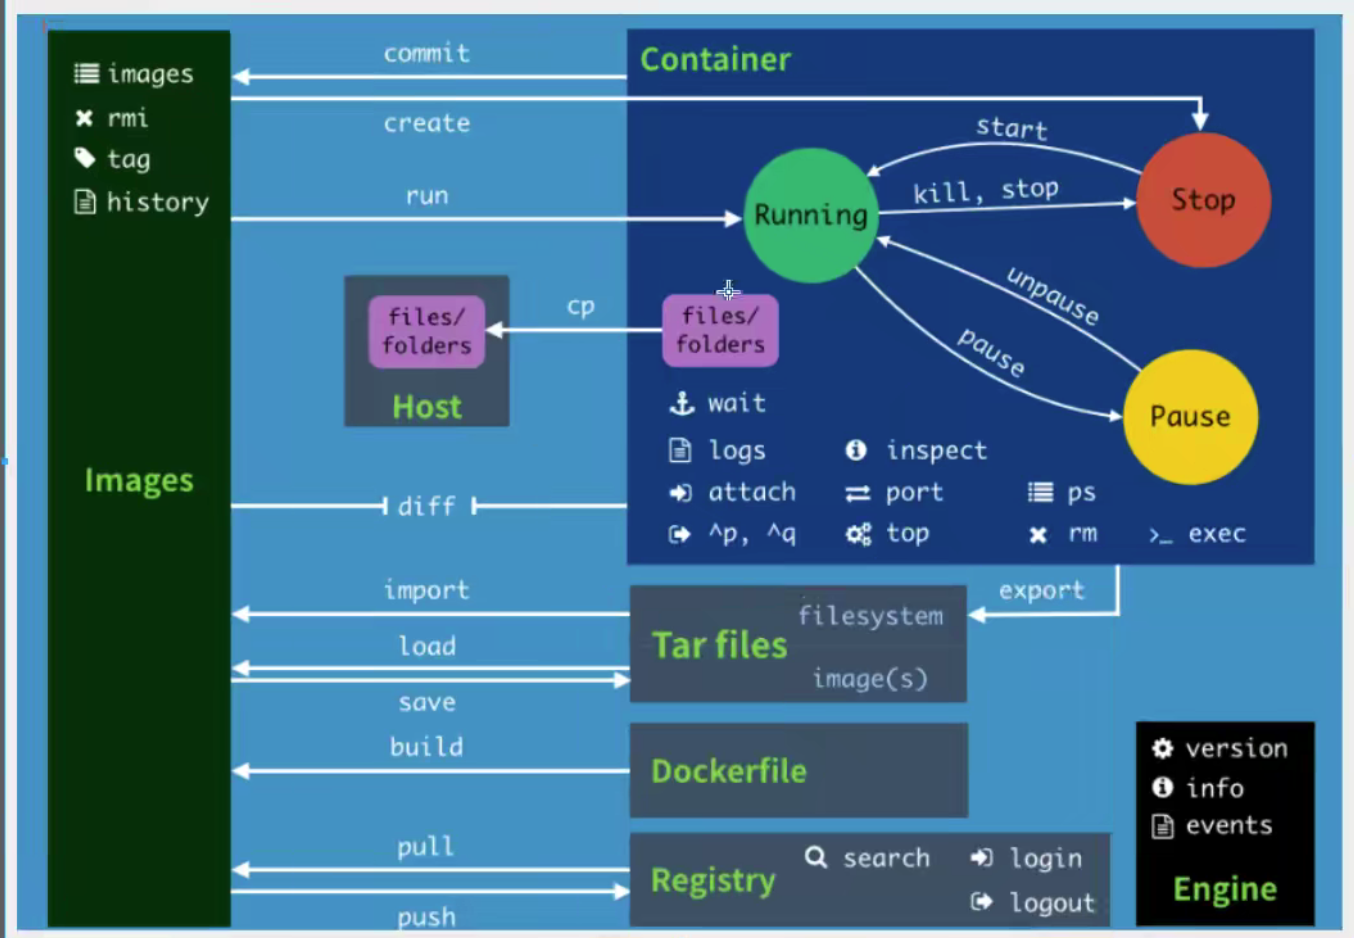 images
rmi
tag
history
Images
commit
create
run
cp
files/
folders
Host
diff
import
load
save
build
pull
push
Container
start
kill, stop
Running
Stop
unpause
pause
Pause
files/
folders
wait
logs
inspect
attach
port
ps
^p, ^q
top
rm
>_ exec
export
filesystem
Tar files
image(s)
Dockerfile
Registry
search
login
logout
version
info
events
Engine